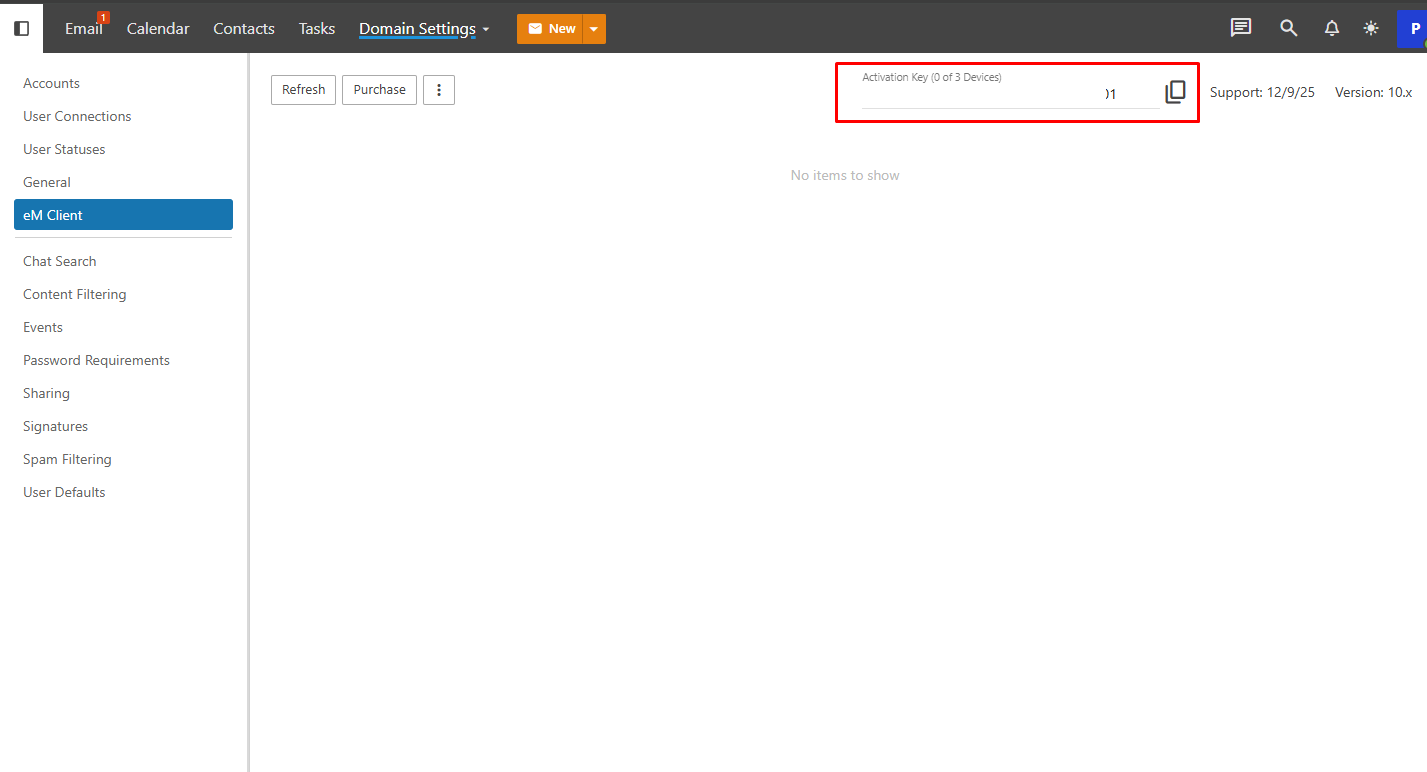 Email 1 Calendar Contacts Tasks Domain Settings New P
Accounts
User Connections
User Statuses
General
eM Client
Chat Search
Content Filtering
Events
Password Requirements
Sharing
Signatures
Spam Filtering
User Defaults
Refresh Purchase
Activation Key (0 of 3 Devices)
1
Support: 12/9/25 Version: 10.x
No items to show